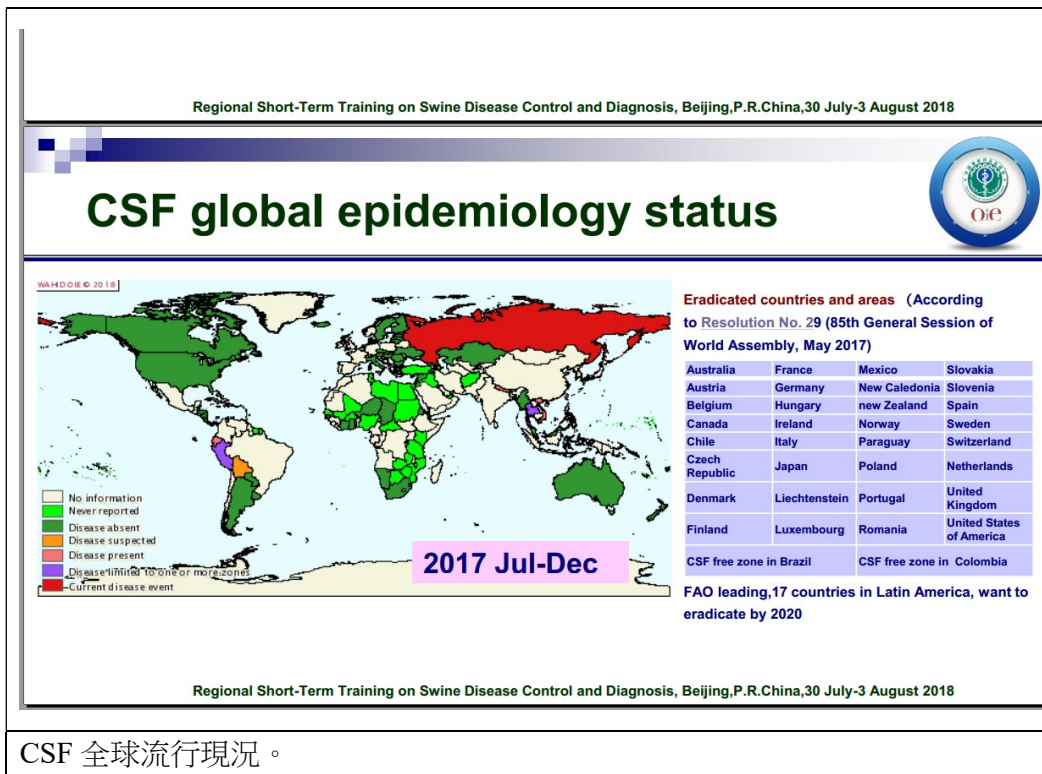 Regional Short-Term Training on Swine Disease Control and Diagnosis, Beijing,P.R.China,30 July-3 August 2018
CSF global epidemiology status
OiE
WAHDOIE © 2018
No information
Never reported
Disease absent
Disease suspected
Disease present
Disease limited to one or more zones
Current disease event
2017 Jul-Dec
Eradicated countries and areas （According
to Resolution No. 29 (85th General Session of
World Assembly, May 2017)
Australia France Mexico Slovakia
Austria Germany New Caledonia Slovenia
Belgium Hungary new Zealand Spain
Canada Ireland Norway Sweden
Chile Italy Paraguay Switzerland
Czech
Republic Japan Poland Netherlands
Denmark Liechtenstein Portugal United
Kingdom
Finland Luxembourg Romania United States
of America
CSF free zone in Brazil CSF free zone in Colombia
FAO leading,17 countries in Latin America, want to
eradicate by 2020
Regional Short-Term Training on Swine Disease Control and Diagnosis, Beijing,P.R.China,30 July-3 August 2018
CSF 全球流行現況。